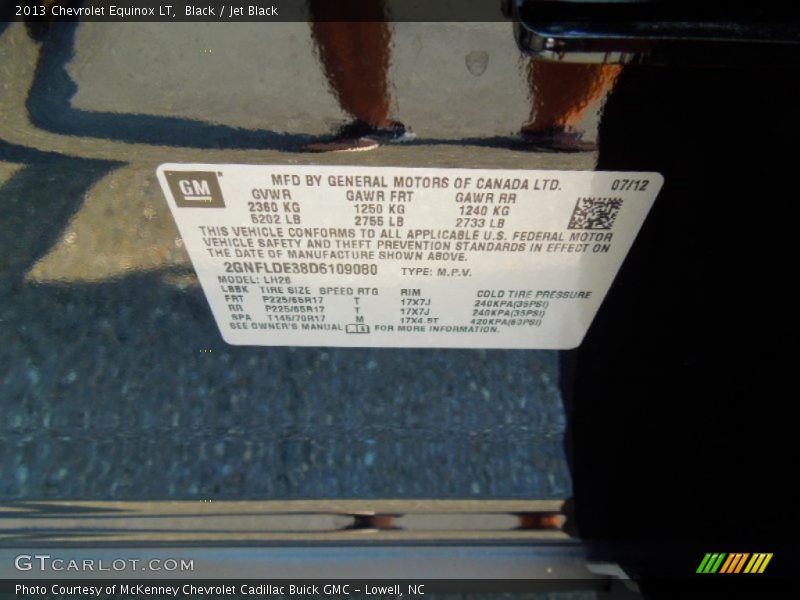 2013 Chevrolet Equinox LT,  Black / Jet Black
GM
MFD BY GENERAL MOTORS OF CANADA LTD. 07/12
GVWR GAWR FRT GAWR RR
2360 KG 1250 KG 1240 KG
5202 LB 2756 LB 2733 LB
THIS VEHICLE CONFORMS TO ALL APPLICABLE U.S. FEDERAL MOTOR
VEHICLE SAFETY AND THEFT PREVENTION STANDARDS IN EFFECT ON
THE DATE OF MANUFACTURE SHOWN ABOVE.
2GNFLDE38D6109080 TYPE: M.P.V.
MODEL: LH26
LBBK TIRE SIZE SPEED RTG RIM COLD TIRE PRESSURE
FRT P225/65R17 T 17X7J 240KPA(35PSI)
RR P225/65R17 T 17X7J 240KPA(35PSI)
SPA T145/70R17 M 17X4.5T 420KPA(60PSI)
SEE OWNER'S MANUAL FOR MORE INFORMATION.
GTCARLOT.COM
Photo Courtesy of McKenney Chevrolet Cadillac Buick GMC - Lowell, NC